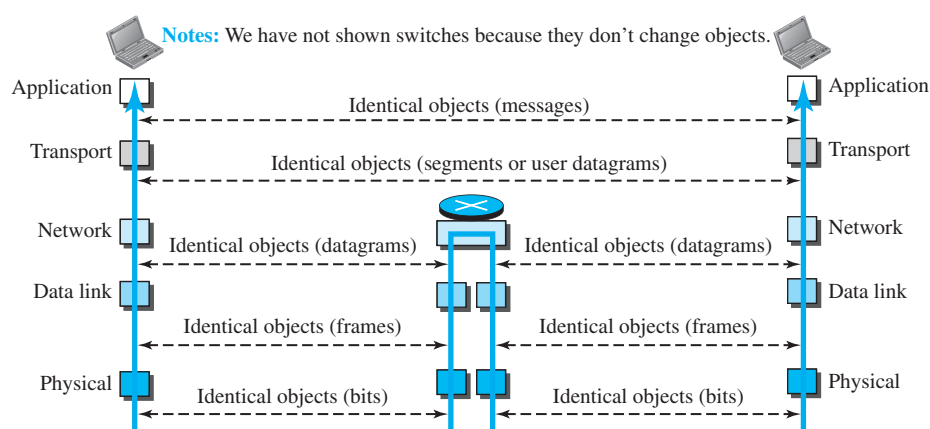 Notes: We have not shown switches because they don’t change objects.
Application
Application
Identical objects (messages)
Transport
Transport
Identical objects (segments or user datagrams)
Network
Network
Identical objects (datagrams)
Identical objects (datagrams)
Data link
Data link
Identical objects (frames)
Identical objects (frames)
Physical
Physical
Identical objects (bits)
Identical objects (bits)